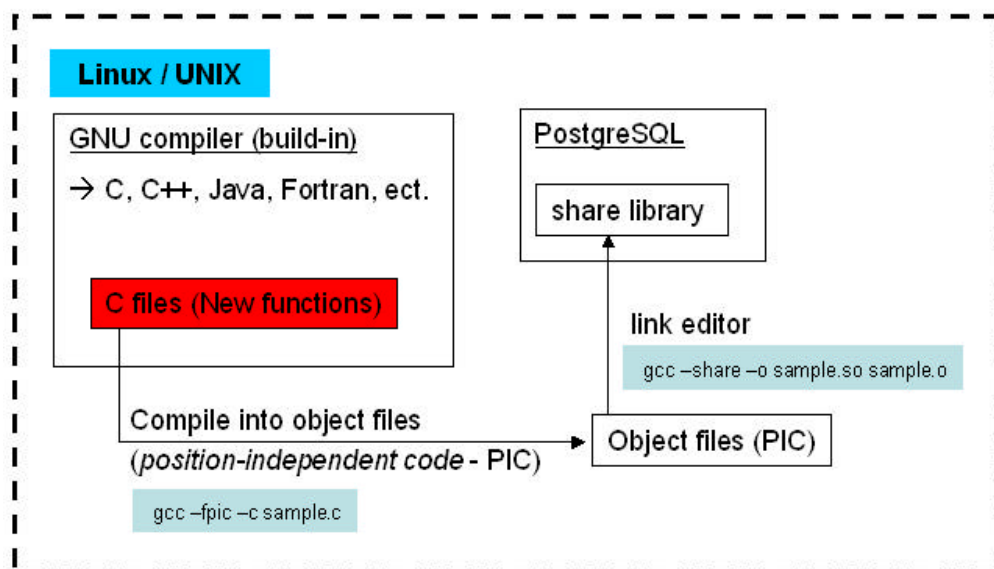 Linux / UNIX
GNU compiler (build-in)
→ C, C++, Java, Fortran, ect.
C files (New functions)
PostgreSQL
share library
link editor
gcc –share –o sample.so sample.o
Compile into object files
(position-independent code - PIC)
gcc –fpic –c sample.c
Object files (PIC)